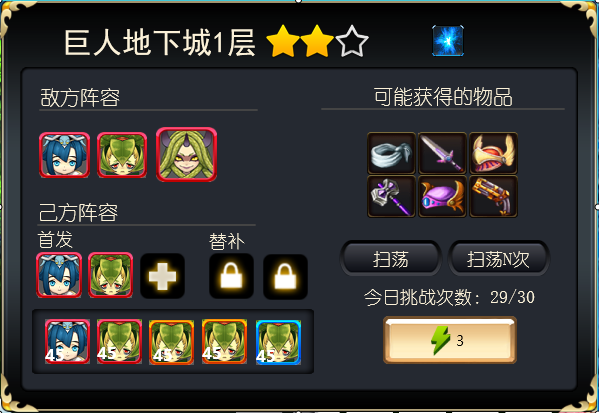 巨人地下城1层
敌方阵容
可能获得的物品
己方阵容
首发
替补
扫荡
扫荡N次
今日挑战次数：29/30
3
45
45
45
45
45